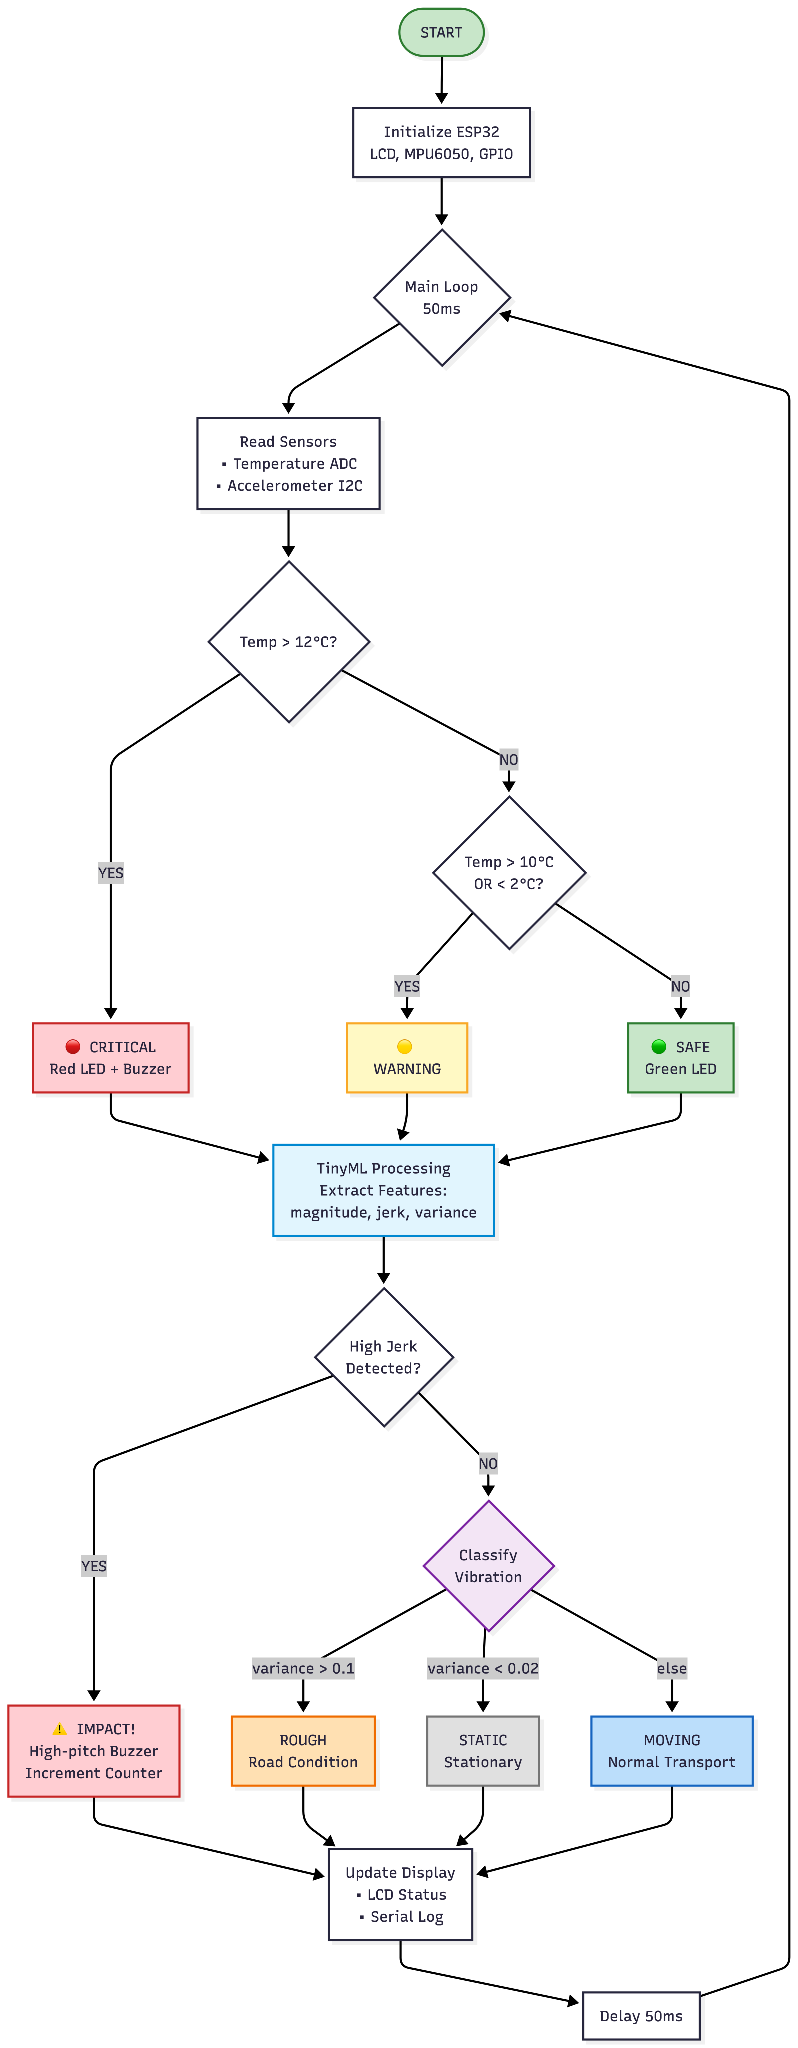 START
Initialize ESP32
LCD, MPU6050, GPIO
Main Loop
50ms
Read Sensors
▪ Temperature ADC
▪ Accelerometer I2C
Temp > 12°C?
NO
Temp > 10°C
OR < 2°C?
YES
YES
NO
🔴 CRITICAL
Red LED + Buzzer
🟡
WARNING
🟢 SAFE
Green LED
TinyML Processing
Extract Features:
magnitude, jerk, variance
High Jerk
Detected?
NO
YES
Classify
Vibration
variance > 0.1
variance < 0.02
else
⚠️ IMPACT!
High-pitch Buzzer
Increment Counter
ROUGH
Road Condition
STATIC
Stationary
MOVING
Normal Transport
Update Display
▪ LCD Status
▪ Serial Log
Delay 50ms